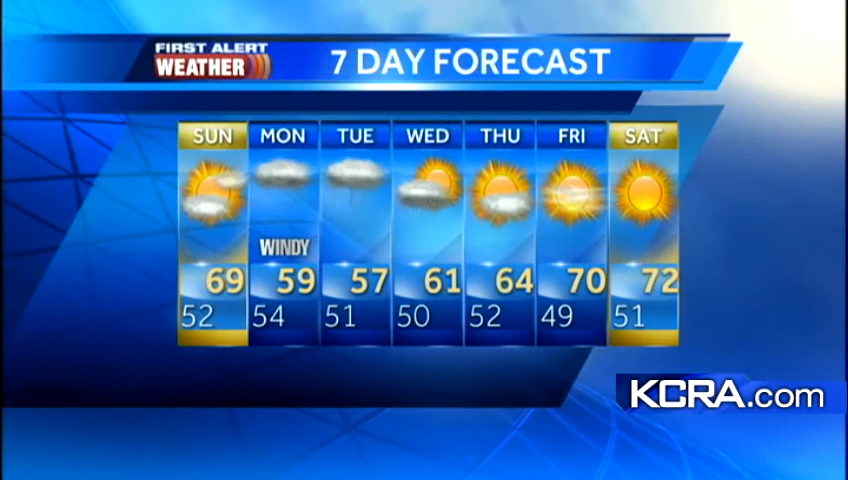 FIRST ALERT
WEATHER
7 DAY FORECAST
SUN MON TUE WED THU FRI SAT
WINDY
69 59 57 61 64 70 72
52 54 51 50 52 49 51
KCRA.com